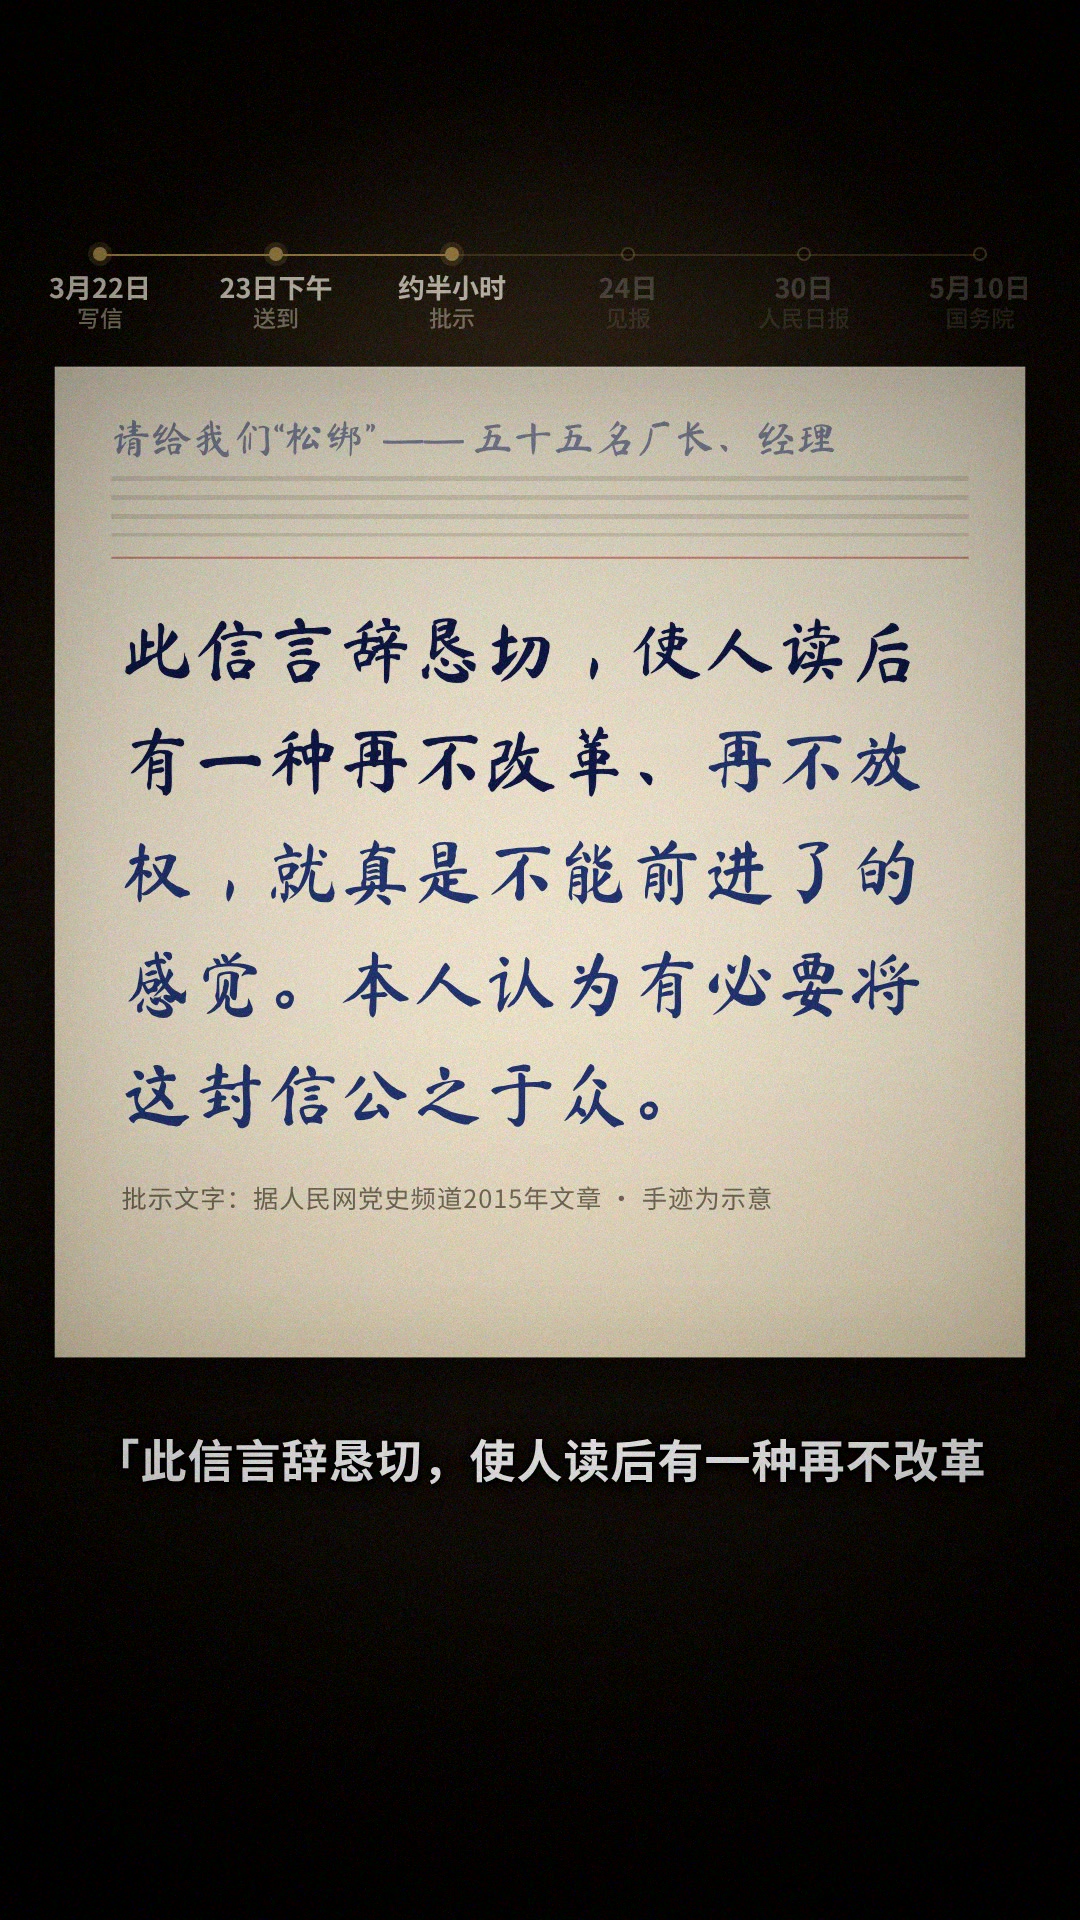 3月22日 23日下午 约半小时 24日 30日 5月10日
写信 送到 批示 见报 人民日报 国务院
请给我们“松绑”—— 五十五名厂长、经理
此信言辞恳切，使人读后
有一种再不改革、再不放
权，就真是不能前进了的
感觉。本人认为有必要将
这封信公之于众。
批示文字：据人民网党史频道2015年文章 · 手迹为示意
「此信言辞恳切，使人读后有一种再不改革